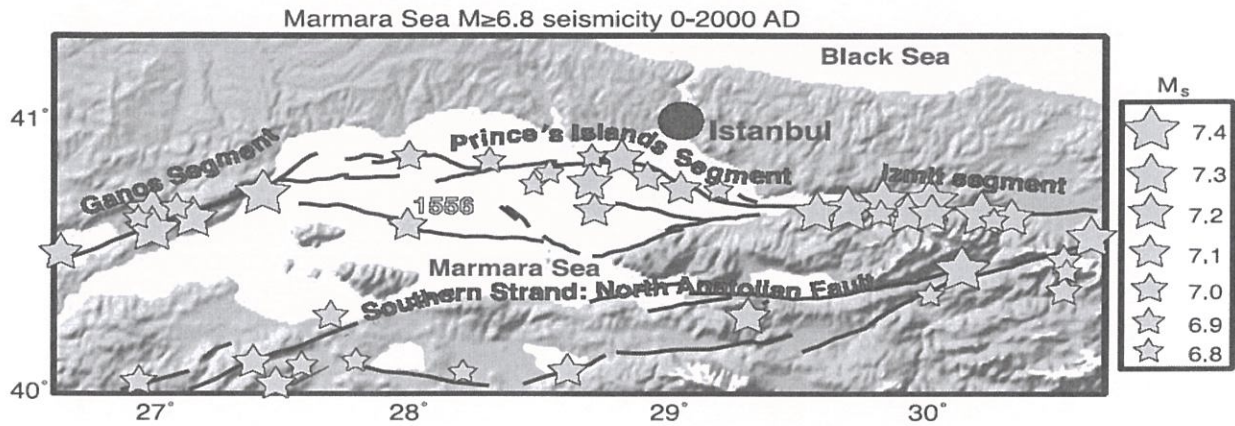 Marmara Sea M≥6.8 seismicity 0-2000 AD
Black Sea
Ms
41°
Istanbul
Prince's Islands Segment
Ganos Segment
Izmit segment
1556
Marmara Sea
Southern Strand: North Anatolian Fault
40°
27°
28°
29°
30°
7.4
7.3
7.2
7.1
7.0
6.9
6.8